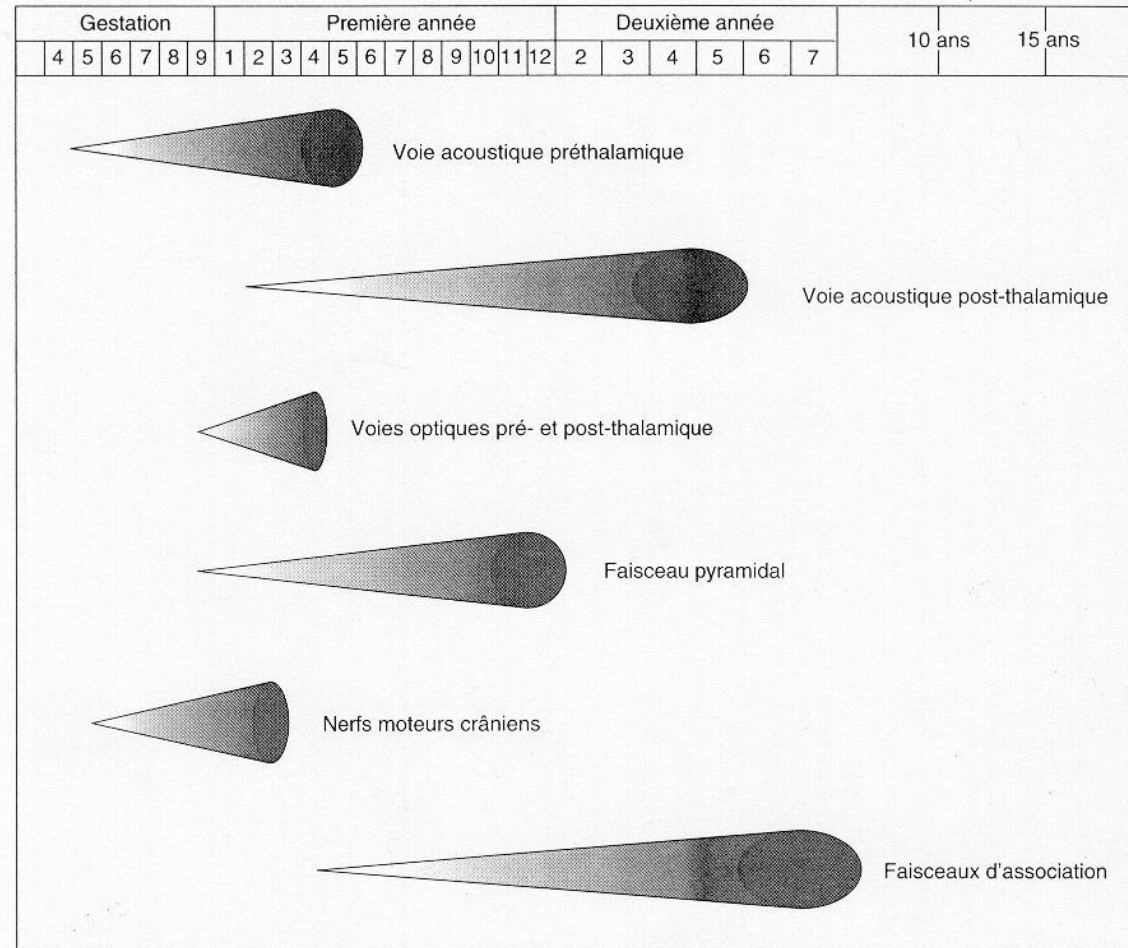 Gestation Première année Deuxième année 10 ans 15 ans
4 5 6 7 8 9 1 2 3 4 5 6 7 8 9 10 11 12 2 3 4 5 6 7
Voie acoustique préthalamique
Voie acoustique post-thalamique
Voies optiques pré- et post-thalamique
Faisceau pyramidal
Nerfs moteurs crâniens
Faisceaux d'association